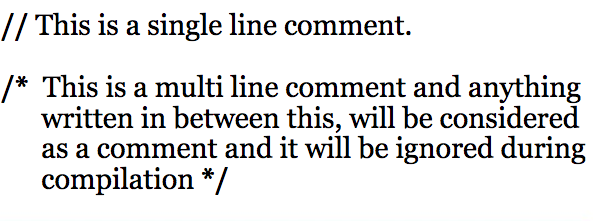 // This is a single line comment.
/* This is a multi line comment and anything
written in between this, will be considered
as a comment and it will be ignored during
compilation */